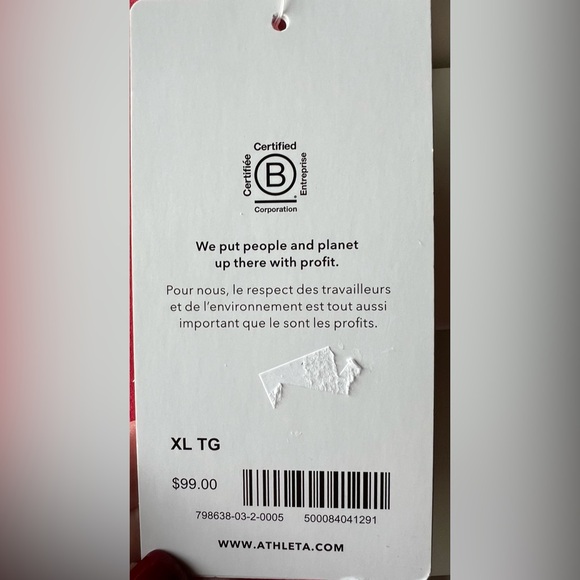 Certified
Certifiée
B
Entreprise
Corporation
We put people and planet
up there with profit.
Pour nous, le respect des travailleurs
et de l'environnement est tout aussi
important que le sont les profits.
XL TG
$99.00
798638-03-2-0005 500084041291
WWW.ATHLETA.COM